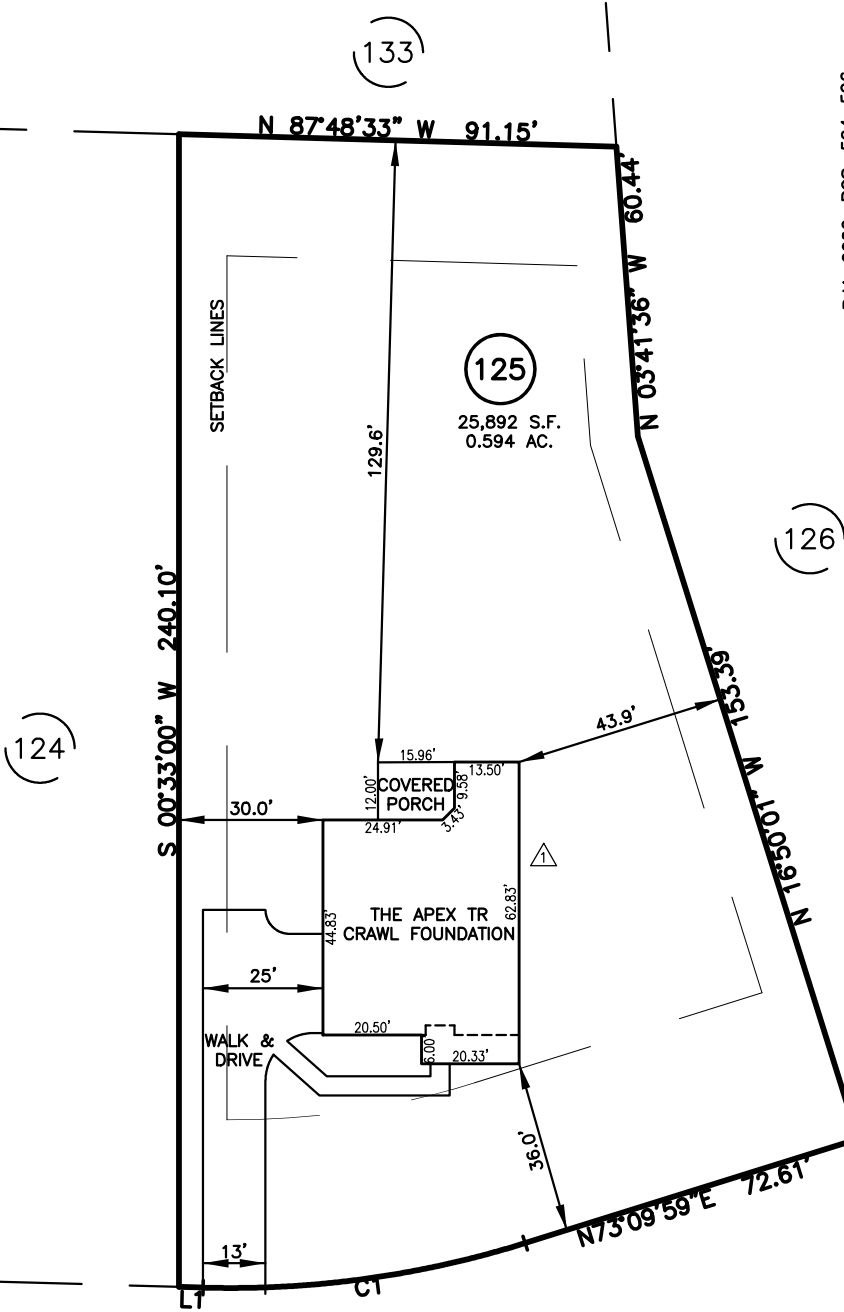 133
N 87°48'33" W 91.15'
N 03°41'36" W 60.44'
SETBACK LINES
125
25,892 S.F.
0.594 AC.
129.6'
126
S 00°33'00" W 240.10'
N 16°50'01" W 153.39'
43.9'
124
15.96'
13.50'
12.00'
COVERED
PORCH
9.58'
3.43'
30.0'
24.91'
1
62.83'
44.83'
THE APEX TR
CRAWL FOUNDATION
25'
20.50'
WALK &
DRIVE
6.00'
20.33'
36.0'
N73°09'59"E 72.61'
13'
L1
C1